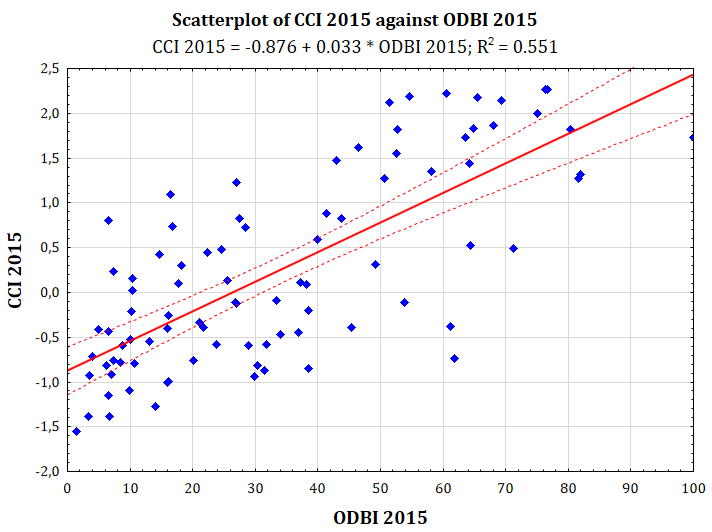 Scatterplot of CCI 2015 against ODBI 2015
CCI 2015 = -0.876 + 0.033 * ODBI 2015; R² = 0.551
2,5
2,0
1,5
1,0
0,5
0,0
-0,5
-1,0
-1,5
-2,0
CCI 2015
0 10 20 30 40 50 60 70 80 90 100
ODBI 2015